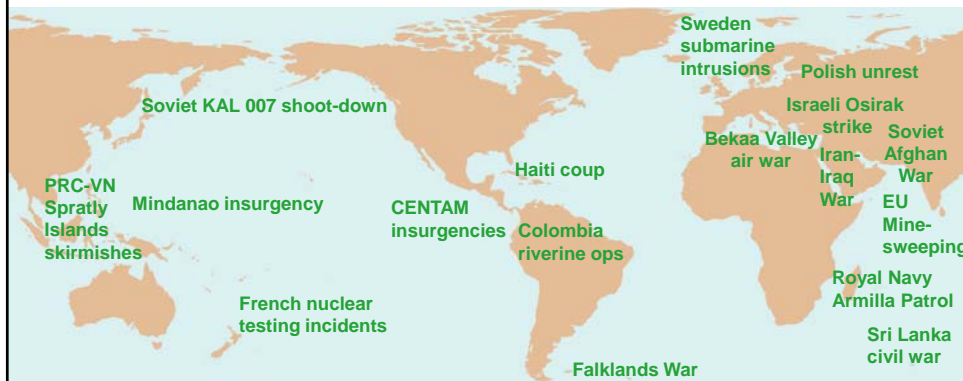 Sweden
submarine
intrusions
Polish unrest
Soviet KAL 007 shoot-down
Israeli Osirak
strike
Bekaa Valley
air war
Soviet
Afghan
War
Iran-
Iraq
War
Haiti coup
PRC-VN
Spratly
Islands
skirmishes
Mindanao insurgency
CENTAM
insurgencies
Colombia
riverine ops
EU
Mine-
sweeping
Royal Navy
Armilla Patrol
French nuclear
testing incidents
Sri Lanka
civil war
Falklands War